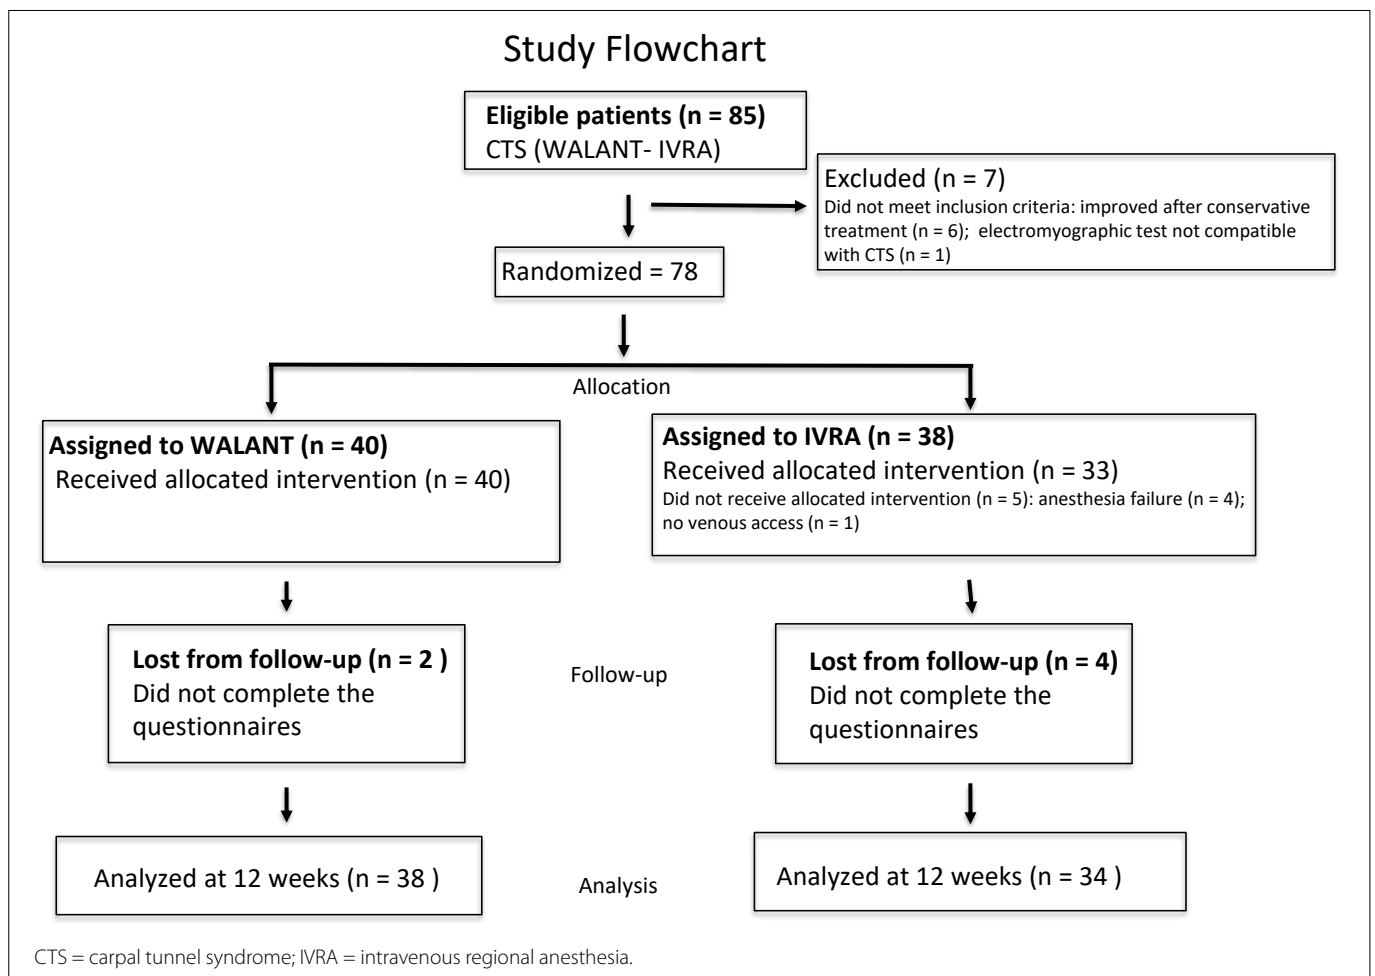 Study Flowchart
Eligible patients (n = 85)
CTS (WALANT- IVRA)
Excluded (n = 7)
Did not meet inclusion criteria: improved after conservative
treatment (n = 6);  electromyographic test not compatible
with CTS (n = 1)
Randomized = 78
Allocation
Assigned to WALANT (n = 40)
Received allocated intervention (n = 40)
Assigned to IVRA (n = 38)
Received allocated intervention (n = 33)
Did not receive allocated intervention (n = 5): anesthesia failure (n = 4);
no venous access (n = 1)
Lost from follow-up (n = 2 )
Did not complete the
questionnaires
Follow-up
Lost from follow-up (n = 4)
Did not complete the
questionnaires
Analyzed at 12 weeks (n = 38 )
Analysis
Analyzed at 12 weeks (n = 34 )
CTS = carpal tunnel syndrome; IVRA = intravenous regional anesthesia.